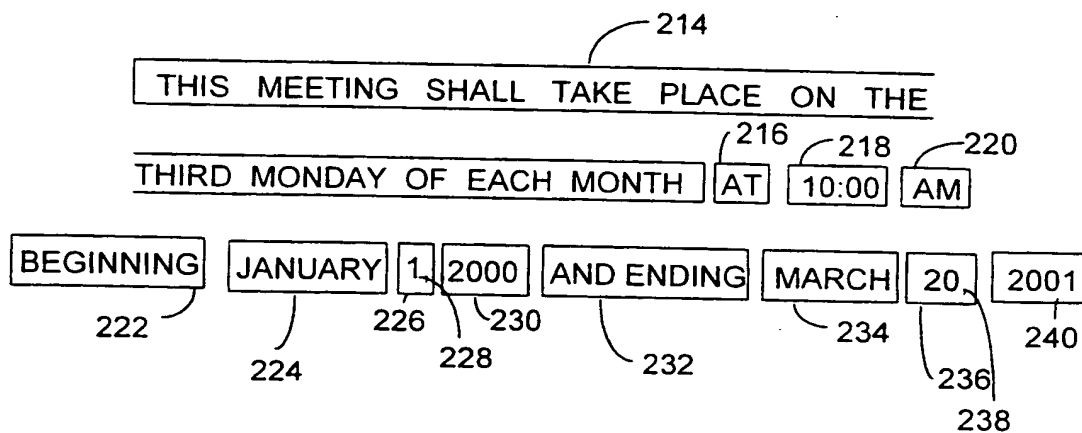 214
THIS MEETING SHALL TAKE PLACE ON THE
216 218 220
THIRD MONDAY OF EACH MONTH AT 10:00 AM
BEGINNING JANUARY 1 2000 AND ENDING MARCH 20 2001
222 224 226 228 230 232 234 236 238 240